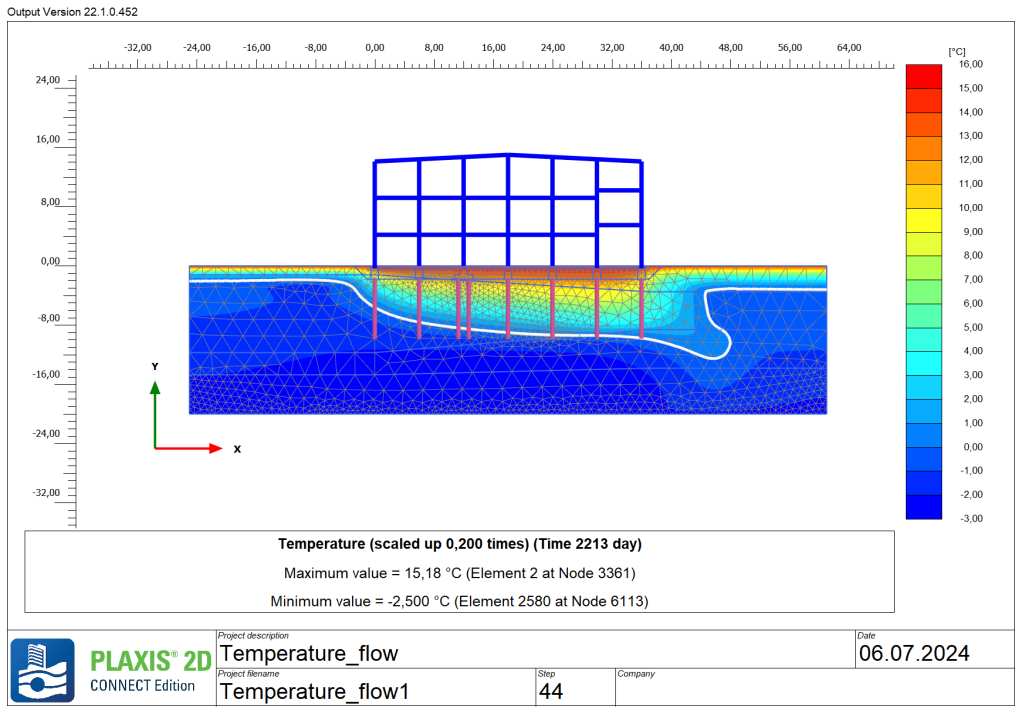 Output Version 22.1.0.452
-32,00 -24,00 -16,00 -8,00 0,00 8,00 16,00 24,00 32,00 40,00 48,00 56,00 64,00
[°C]
24,00
16,00
8,00
0,00
-8,00
-16,00
-24,00
-32,00
16,00
15,00
14,00
13,00
12,00
11,00
10,00
9,00
8,00
7,00
6,00
5,00
4,00
3,00
2,00
1,00
0,00
-1,00
-2,00
-3,00
Y
X
Temperature (scaled up 0,200 times) (Time 2213 day)
Maximum value = 15,18 °C (Element 2 at Node 3361)
Minimum value = -2,500 °C (Element 2580 at Node 6113)
PLAXIS® 2D
CONNECT Edition
Project description
Temperature_flow
Date
06.07.2024
Project filename
Temperature_flow1
Step
44
Company